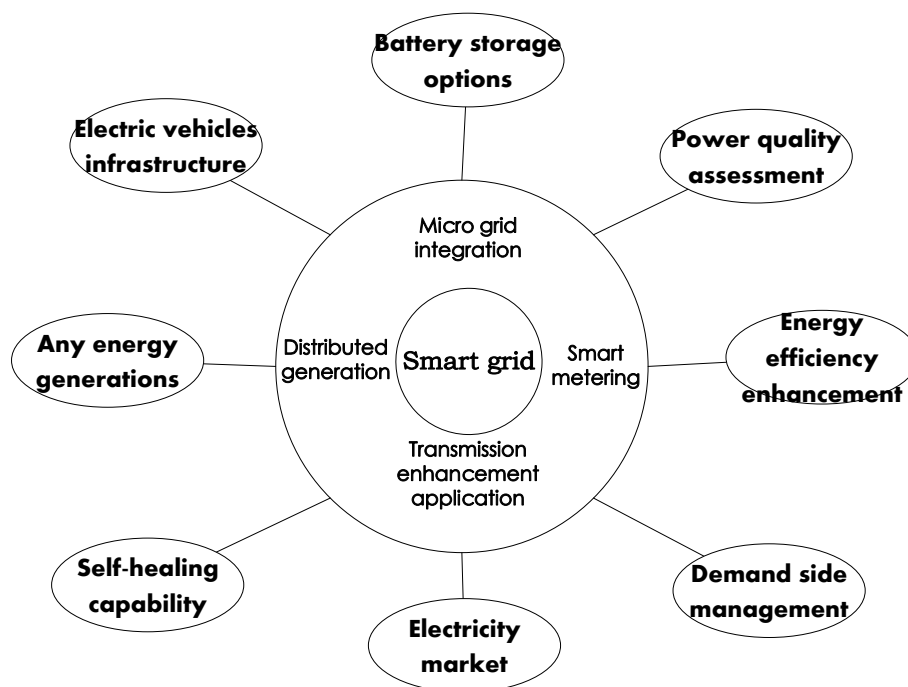 Battery storage
options
Electric vehicles
infrastructure
Power quality
assessment
Micro grid
integration
Any energy
generations
Distributed
generation
Smart grid
Smart
metering
Energy
efficiency
enhancement
Transmission
enhancement
application
Self-healing
capability
Electricity
market
Demand side
management